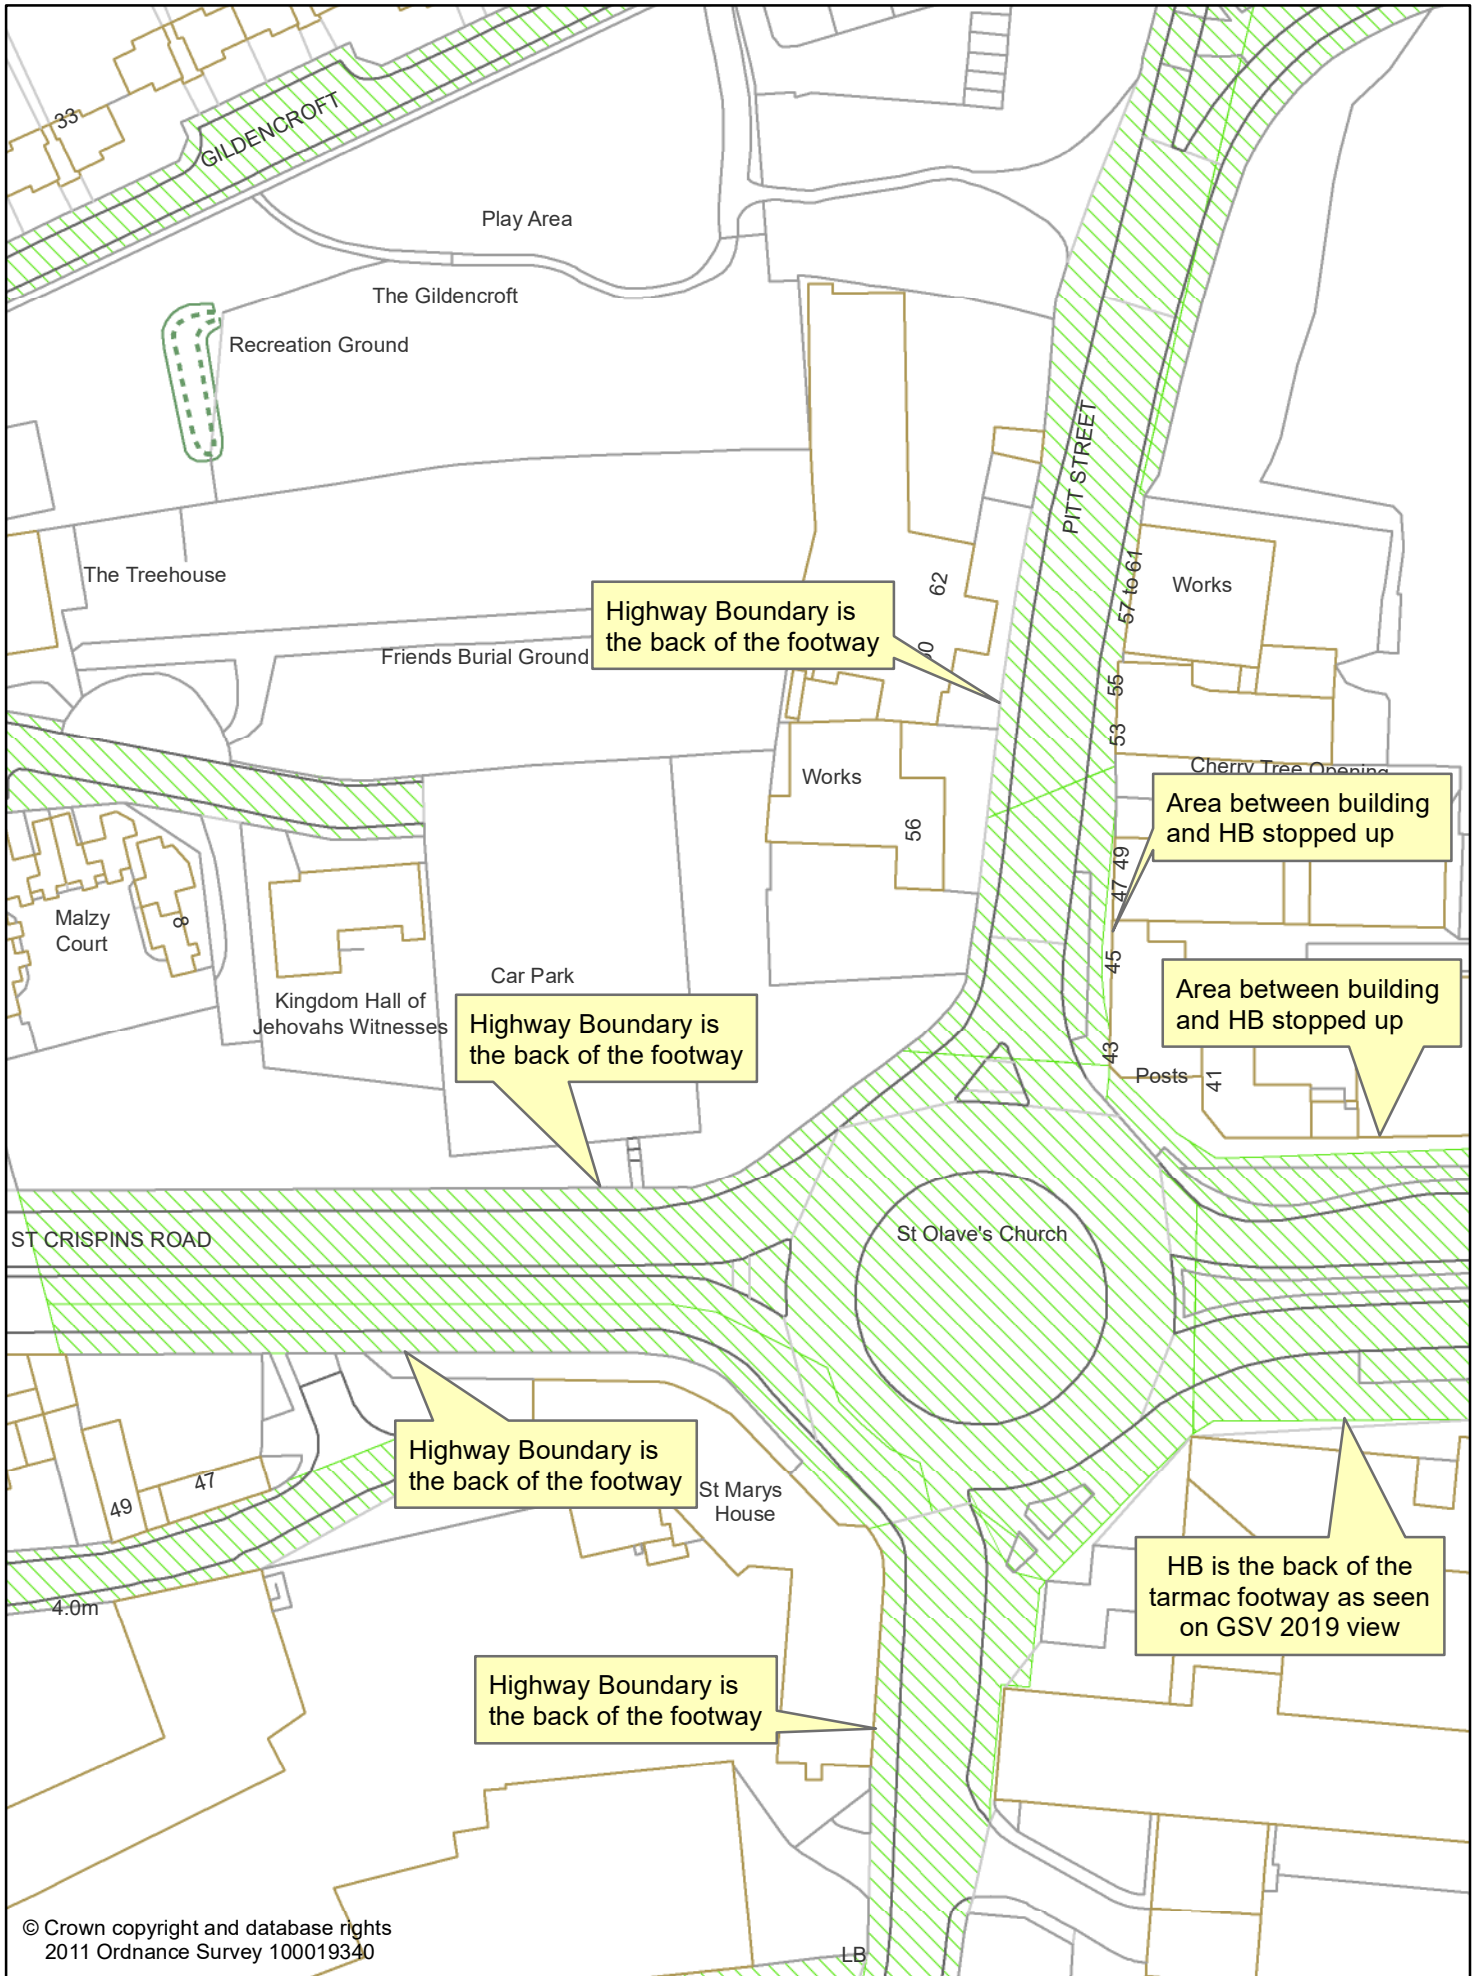 33
GILDENCROFT
Play Area
The Gildencroft
Recreation Ground
PITT STREET
The Treehouse
62
57 to 61
Works
Highway Boundary is
the back of the footway
Friends Burial Ground
55
53
Works
56
Cherry Tree Opening
Area between building
and HB stopped up
49
47
45
Malzy
Court
8
Car Park
Kingdom Hall of
Jehovahs Witnesses
Highway Boundary is
the back of the footway
Area between building
and HB stopped up
43
Posts
41
ST CRISPINS ROAD
St Olave's Church
Highway Boundary is
the back of the footway
47
49
St Marys
House
4.0m
HB is the back of the
tarmac footway as seen
on GSV 2019 view
Highway Boundary is
the back of the footway
© Crown copyright and database rights
2011 Ordnance Survey 100019340
LB